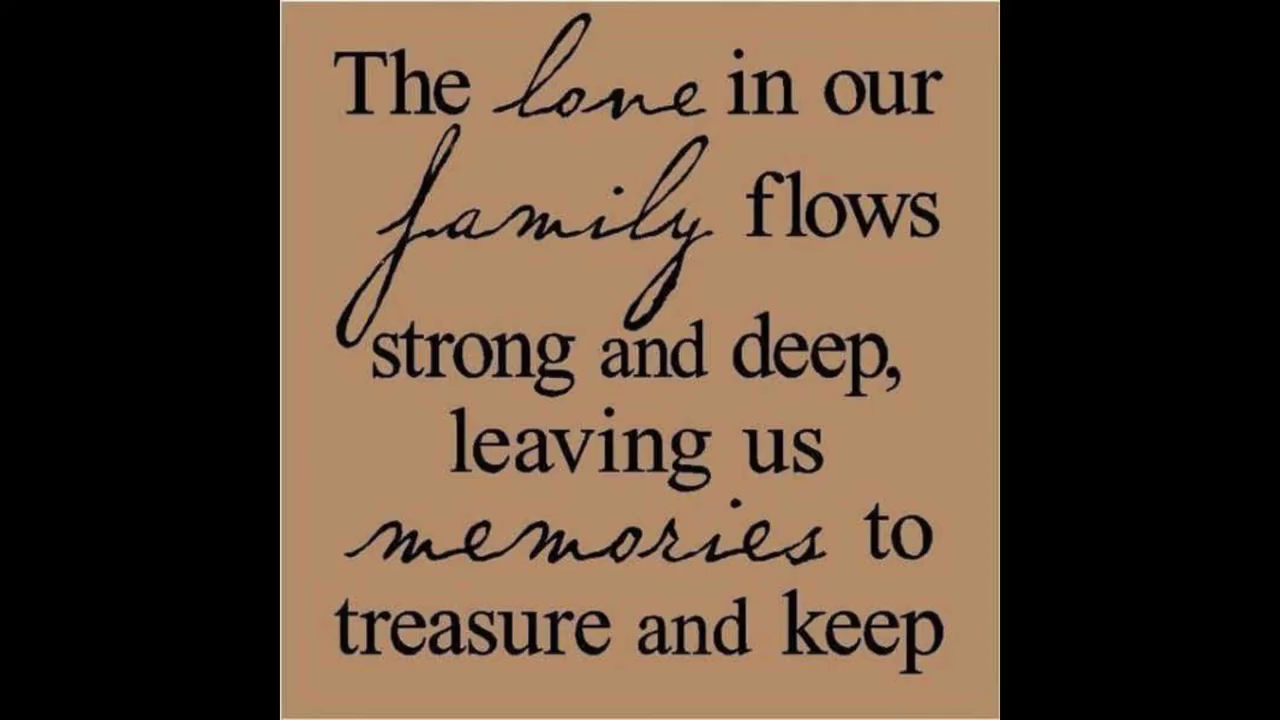 The love in our
family flows
strong and deep,
leaving us
memories to
treasure and keep